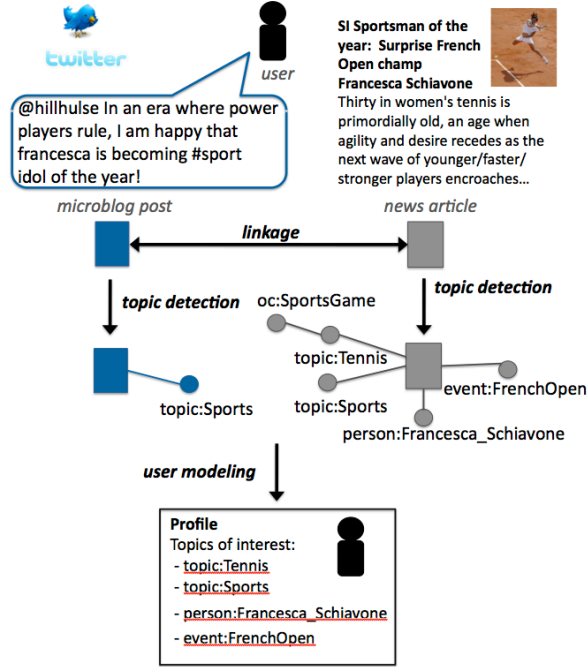 twitter
user
@hillhulse In an era where power
players rule, I am happy that
francesca is becoming #sport
idol of the year!
microblog post
SI Sportsman of the
year: Surprise French
Open champ
Francesca Schiavone
Thirty in women's tennis is
primordially old, an age when
agility and desire recedes as the
next wave of younger/faster/
stronger players encroaches...
news article
linkage
topic detection
topic detection
topic:Sports
oc:SportsGame
topic:Tennis
topic:Sports
event:FrenchOpen
person:Francesca_Schiavone
user modeling
Profile
Topics of interest:
- topic:Tennis
- topic:Sports
- person:Francesca_Schiavone
- event:FrenchOpen